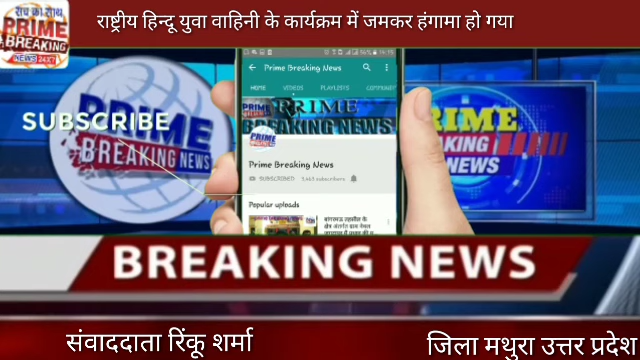 सच का साथ
PRIME
BREAKING
NEWS 24X7
राष्ट्रीय हिन्दू युवा वाहिनी के कार्यक्रम में जमकर हंगामा हो गया
Prime Breaking News
HOME VIDEOS PLAYLISTS
PRIME
BREAKING NEWS
Prime Breaking News
SUBSCRIBED
Popular uploads
SUBSCRIBE
PRIME
BREAKING NEWS
PRIME
BREAKING
NEWS
BREAKING NEWS
संवाददाता रिंकू शर्मा
जिला मथुरा उत्तर प्रदेश